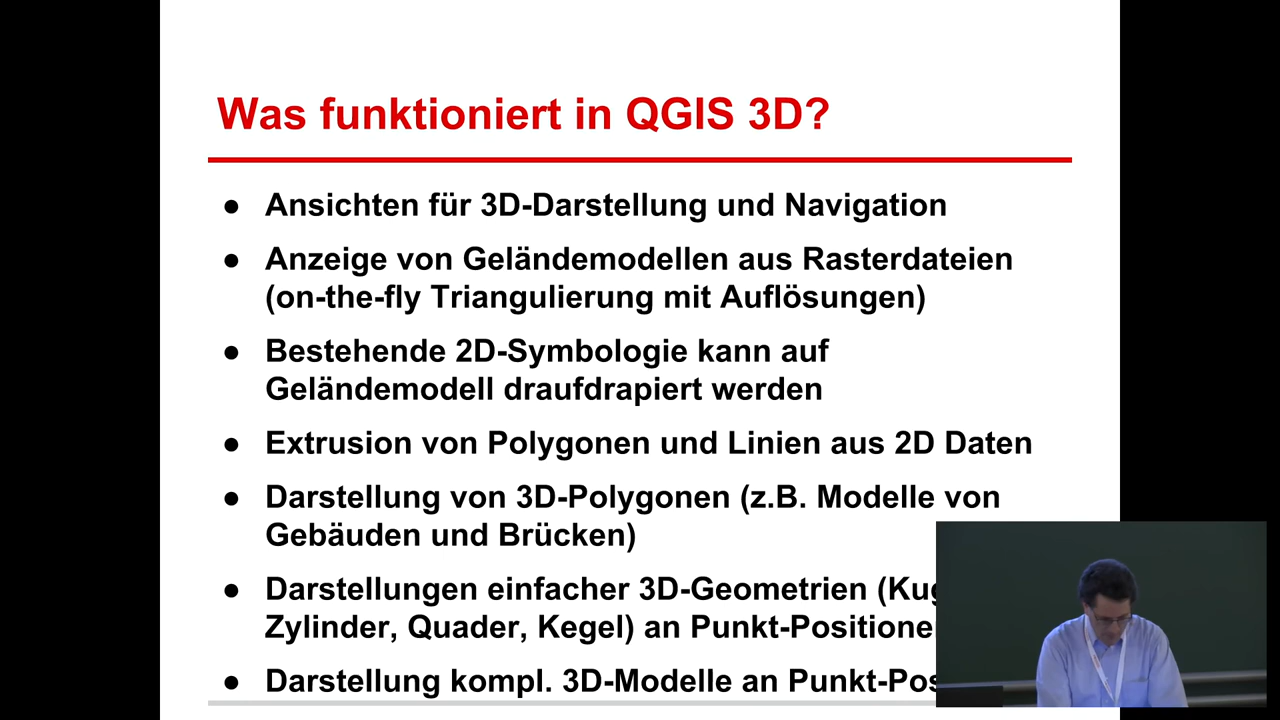 Was funktioniert in QGIS 3D?
● Ansichten für 3D-Darstellung und Navigation
● Anzeige von Geländemodellen aus Rasterdateien
(on-the-fly Triangulierung mit Auflösungen)
● Bestehende 2D-Symbologie kann auf
Geländemodell draufdrapiert werden
● Extrusion von Polygonen und Linien aus 2D Daten
● Darstellung von 3D-Polygonen (z.B. Modelle von
Gebäuden und Brücken)
● Darstellungen einfacher 3D-Geometrien
Zylinder, Quader, Kegel) an
● Darstellung kompl. 3D-Modelle an